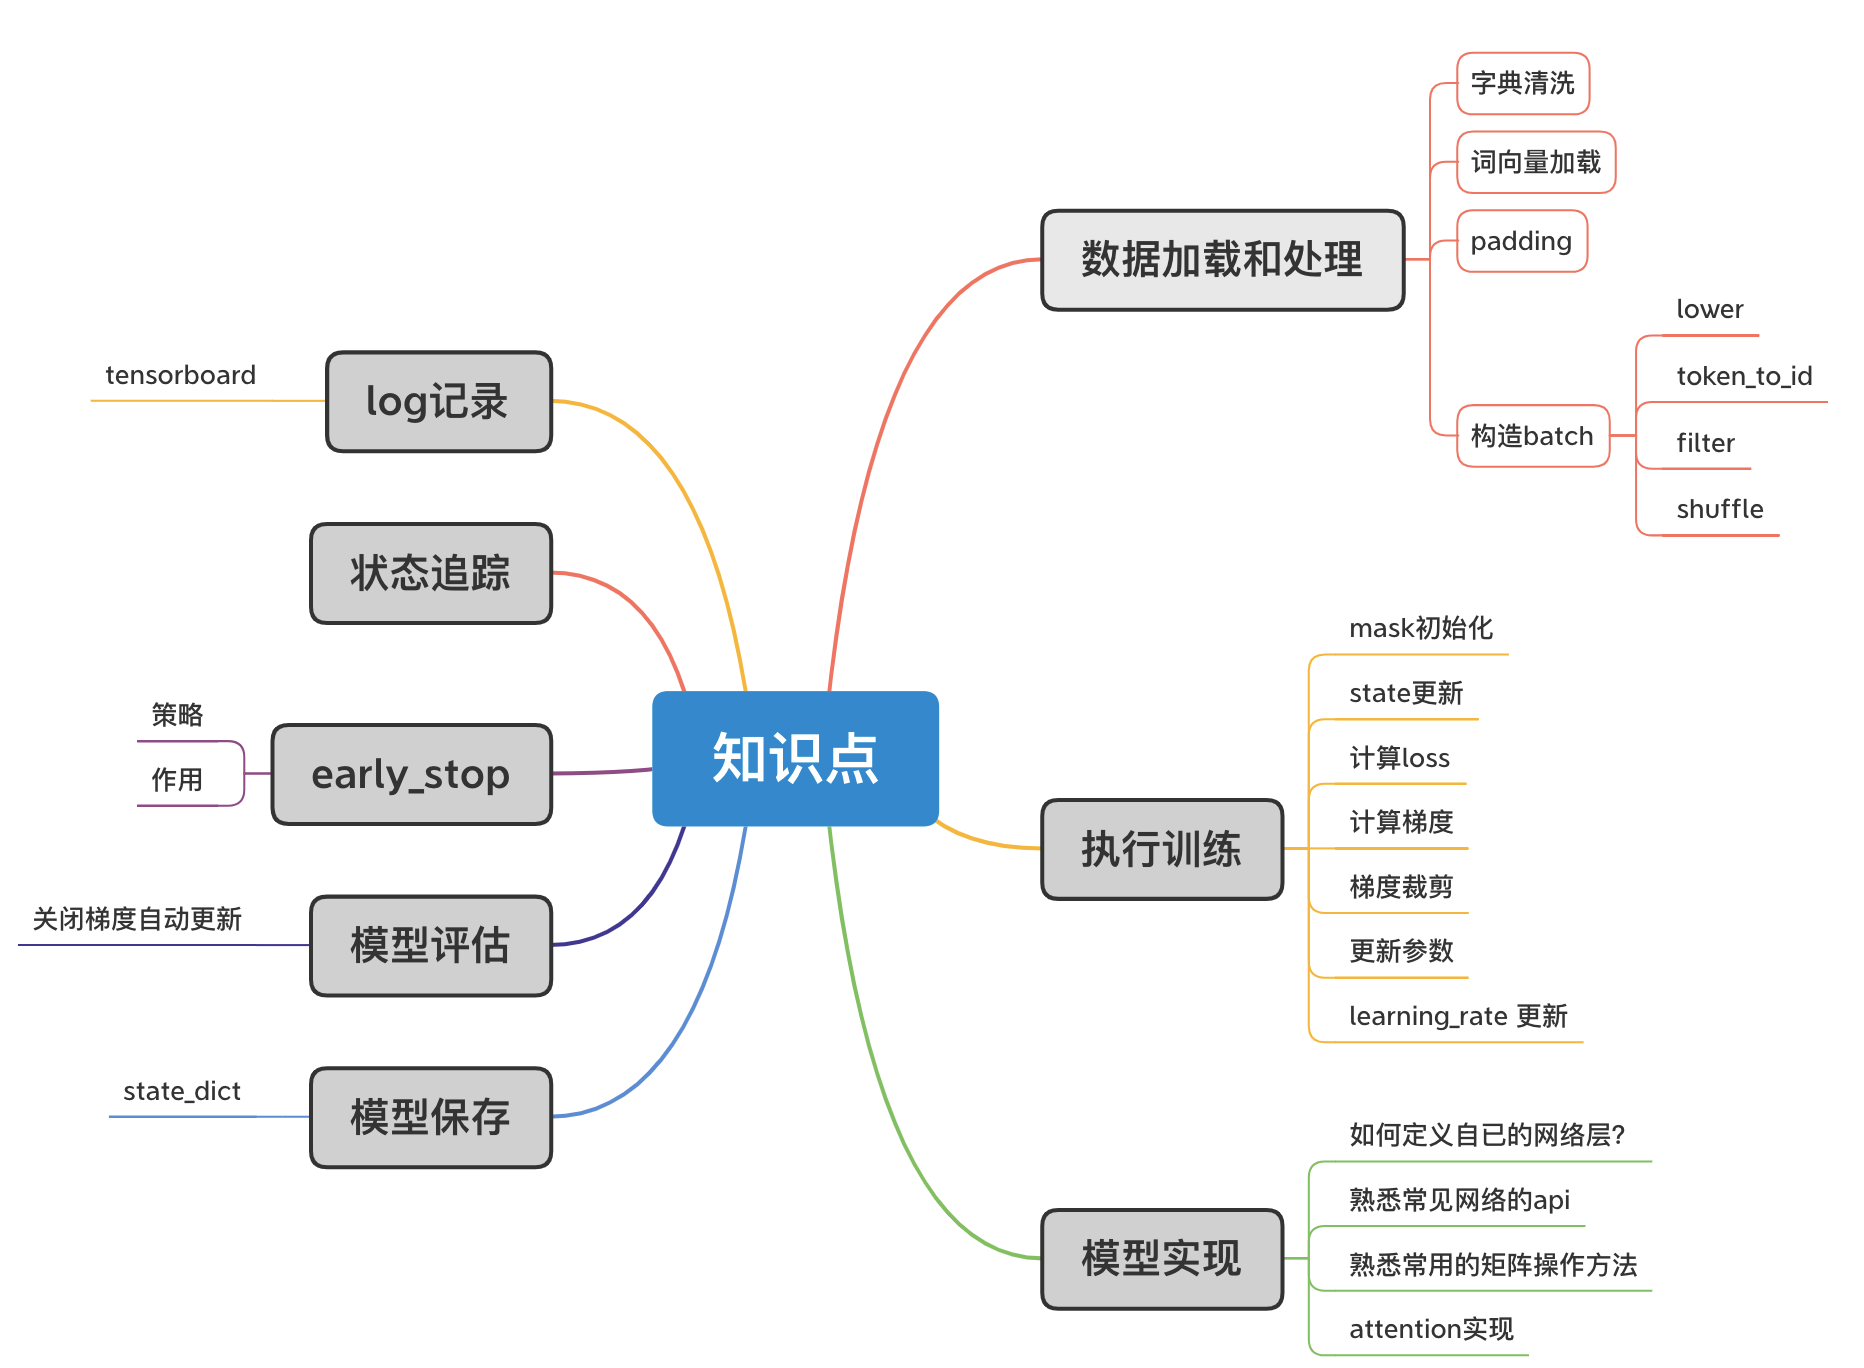 知识点
数据加载和处理
字典清洗
词向量加载
padding
构造batch
lower
token_to_id
filter
shuffle
执行训练
mask初始化
state更新
计算loss
计算梯度
梯度裁剪
更新参数
learning_rate 更新
模型实现
如何定义自已的网络层?
熟悉常见网络的api
熟悉常用的矩阵操作方法
attention实现
log记录
tensorboard
状态追踪
early_stop
策略
作用
模型评估
关闭梯度自动更新
模型保存
state_dict